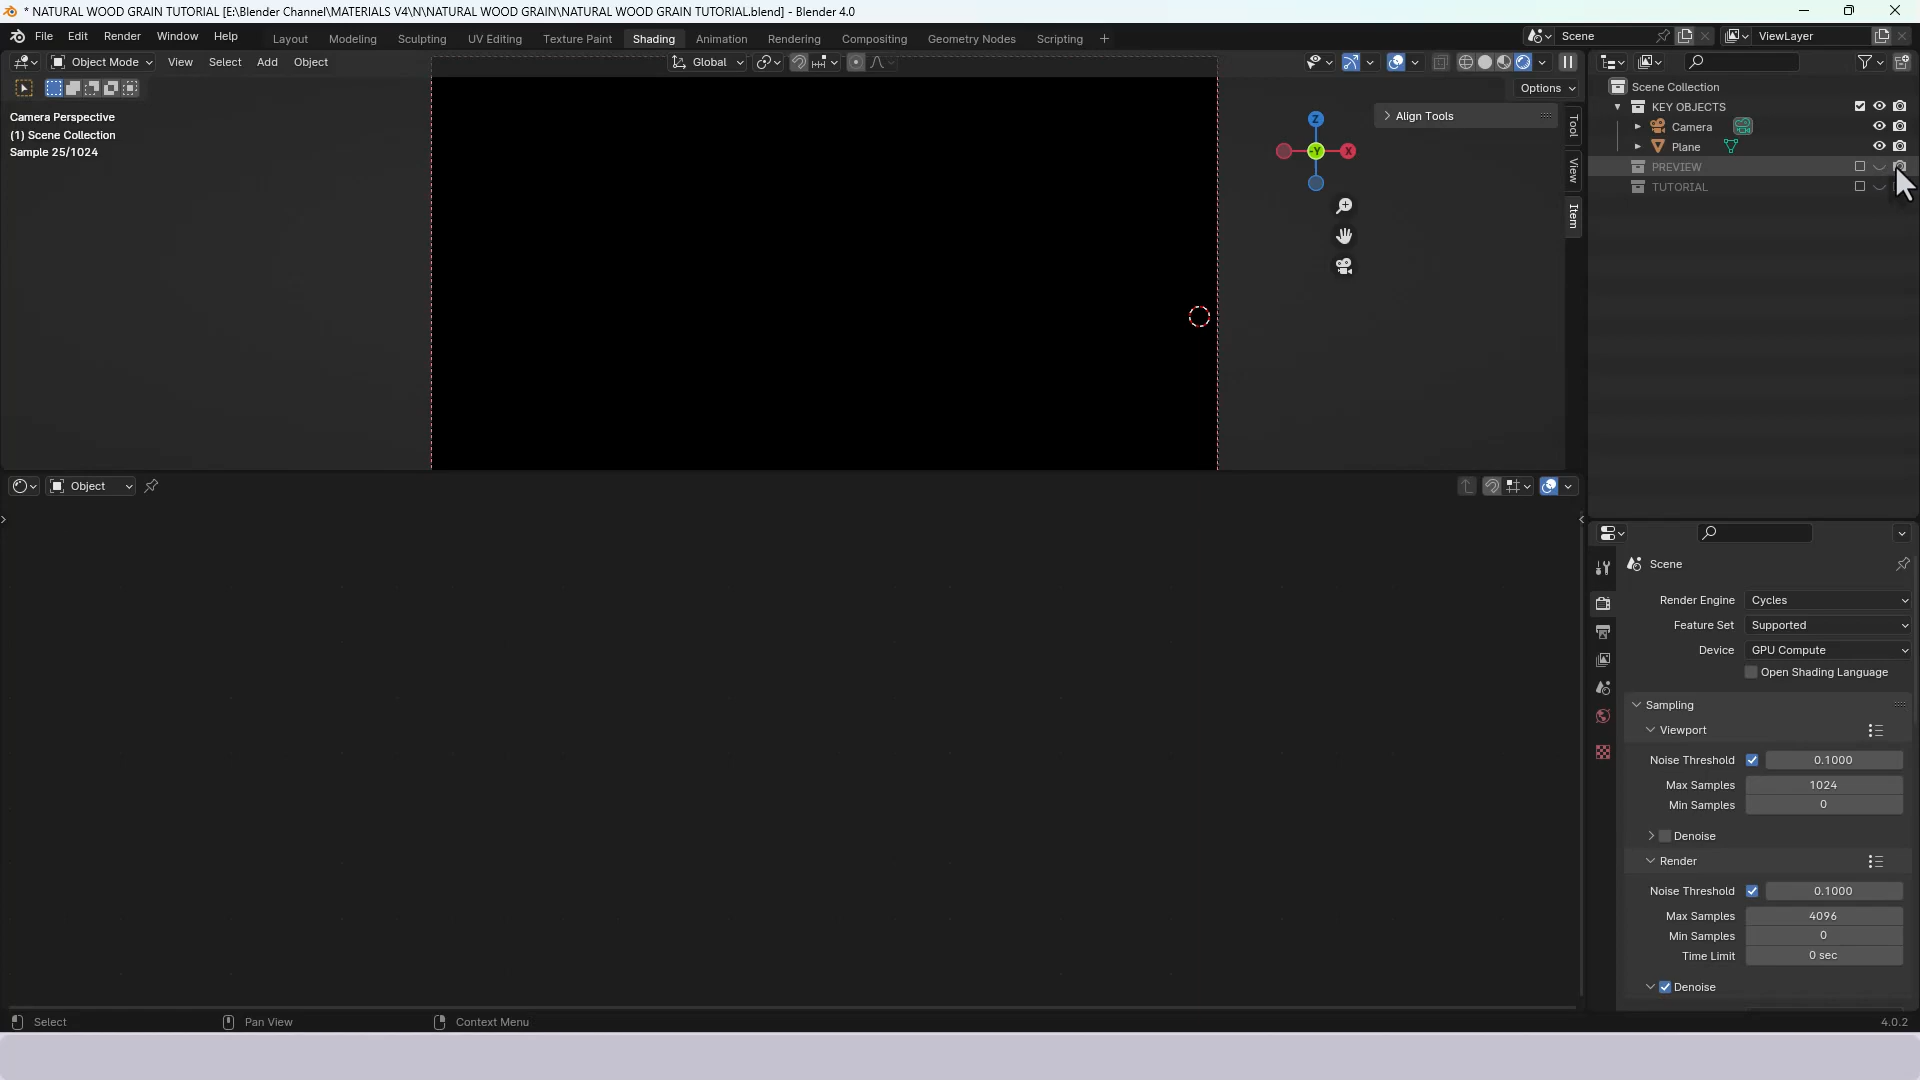 * NATURAL WOOD GRAIN TUTORIAL [E:\Blender Channel\MATERIALS V4\N\NATURAL WOOD GRAIN\NATURAL WOOD GRAIN TUTORIAL.blend] - Blender 4.0
File Edit Render Window Help Layout Modeling Sculpting UV Editing Texture Paint Shading Animation Rendering Compositing Geometry Nodes Scripting + Scene ViewLayer
Object Mode View Select Add Object Global
Options
Camera Perspective
(1) Scene Collection
Sample 25/1024
Align Tools
Z
-Y
X
Tool
View
Item
Scene Collection
KEY OBJECTS
Camera
Plane
PREVIEW
TUTORIAL
Object
Scene
Render Engine Cycles
Feature Set Supported
Device GPU Compute
Open Shading Language
Sampling
Viewport
Noise Threshold 0.1000
Max Samples 1024
Min Samples 0
Denoise
Render
Noise Threshold 0.1000
Max Samples 4096
Min Samples 0
Time Limit 0 sec
Denoise
Select Pan View Context Menu 4.0.2